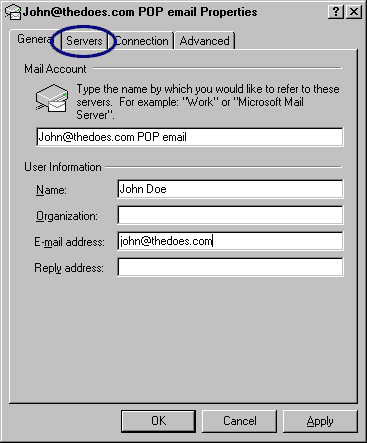 John@thedoes.com POP email Properties
General Servers Connection Advanced
Mail Account
Type the name by which you would like to refer to these
servers. For example: "Work" or "Microsoft Mail
Server".
John@thedoes.com POP email
User Information
Name: John Doe
Organization:
E-mail address: john@thedoes.com
Reply address:
OK Cancel Apply